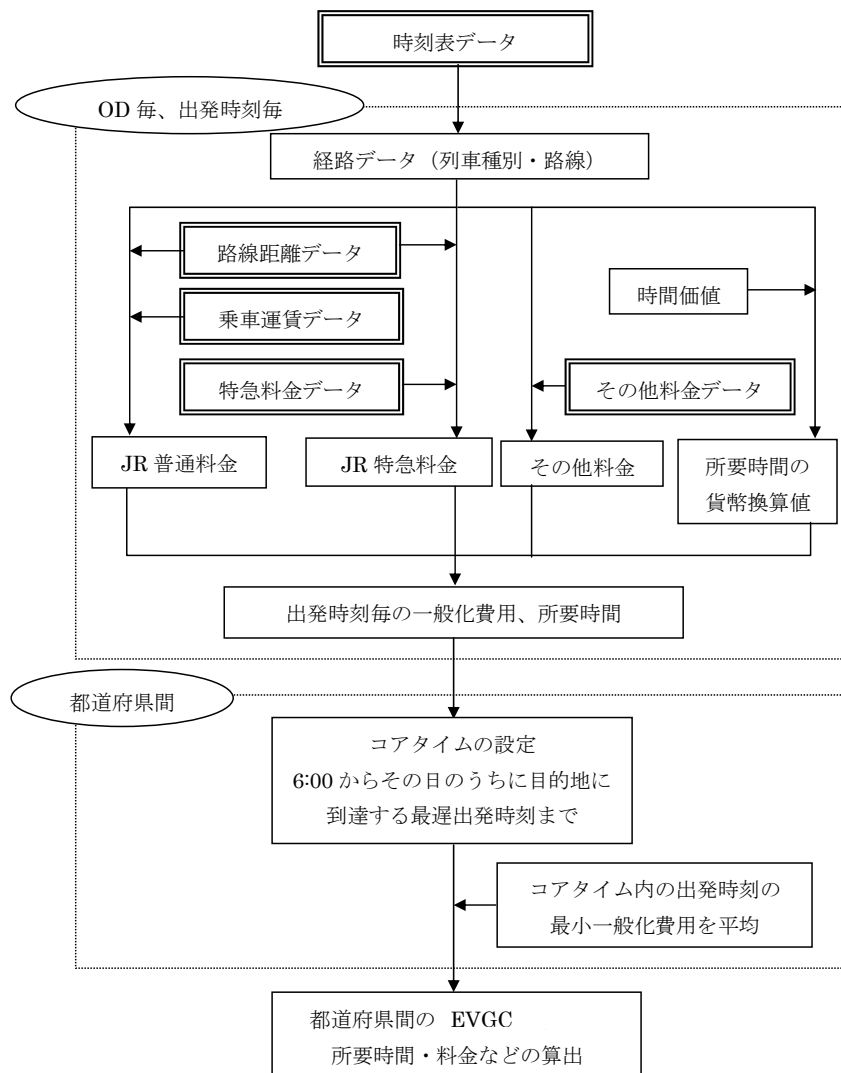 時刻表データ
OD 毎、出発時刻毎
経路データ（列車種別・路線）
路線距離データ
時間価値
乗車運賃データ
特急料金データ
その他料金データ
JR 普通料金
JR 特急料金
その他料金
所要時間の
貨幣換算値
出発時刻毎の一般化費用、所要時間
都道府県間
コアタイムの設定
6:00 からその日のうちに目的地に
到達する最遅出発時刻まで
コアタイム内の出発時刻の
最小一般化費用を平均
都道府県間の EVGC
所要時間・料金などの算出